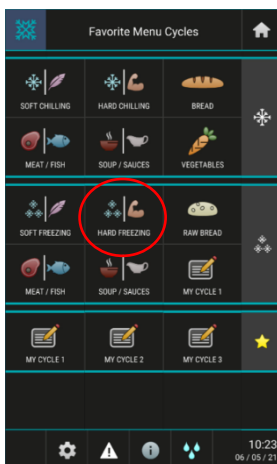 Favorite Menu Cycles
SOFT CHILLING
HARD CHILLING
BREAD
MEAT / FISH
SOUP / SAUCES
VEGETABLES
SOFT FREEZING
HARD FREEZING
RAW BREAD
MEAT / FISH
SOUP / SAUCES
MY CYCLE 1
MY CYCLE 1
MY CYCLE 2
MY CYCLE 3
10:23
06 / 05 / 21